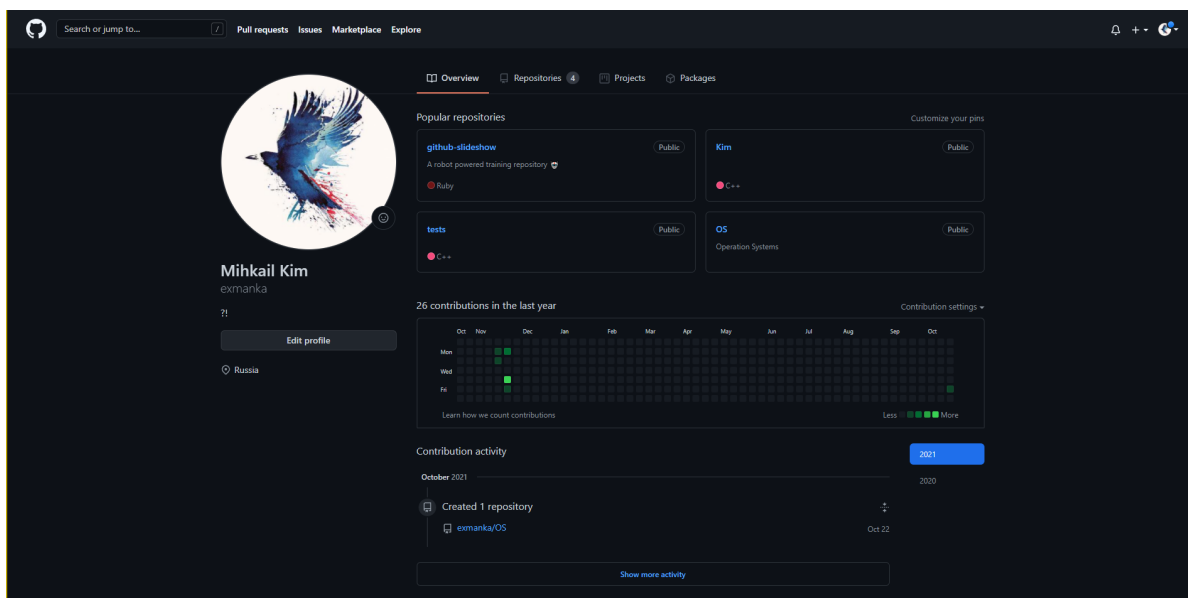 Search or jump to... / Pull requests Issues Marketplace Explore
Overview Repositories 4 Projects Packages
Mihkail Kim
exmanka
?!
Edit profile
Russia
Popular repositories Customize your pins
github-slideshow Public
A robot powered training repository
Ruby
Kim Public
C++
tests Public
C++
OS Public
Operation Systems
26 contributions in the last year Contribution settings
Oct Nov Dec Jan Feb Mar Apr May Jun Jul Aug Sep Oct
Mon
Wed
Fri
Learn how we count contributions Less More
Contribution activity
2021
2020
October 2021
Created 1 repository
exmanka/OS Oct 22
Show more activity